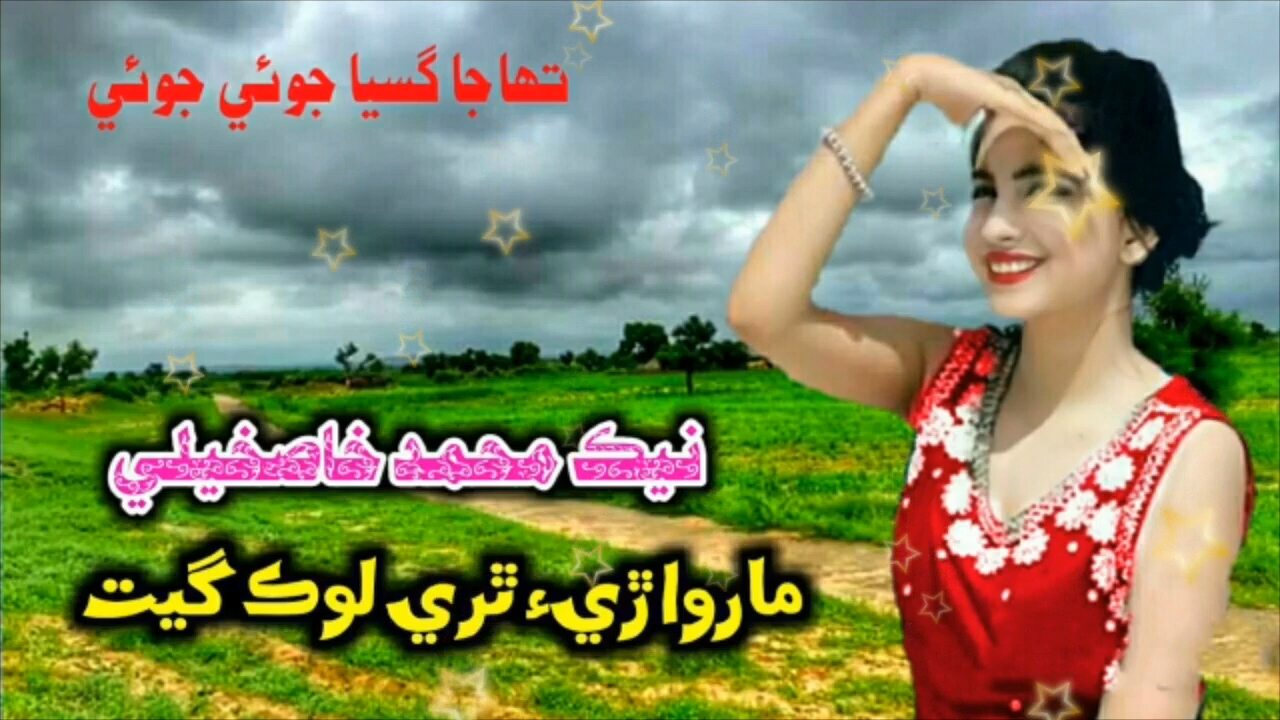 تھا جا گسيا جوئي جوئي
نيڪ محمد خاصخيلي
مارواڙيءَ ٿري لوڪ گيت